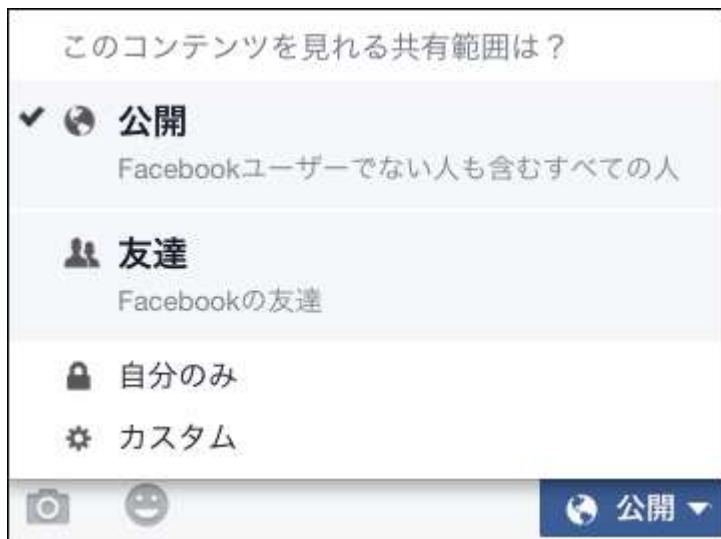 このコンテンツを見れる共有範囲は？
公開
Facebookユーザーでない人も含むすべての人
友達
Facebookの友達
自分のみ
カスタム
公開